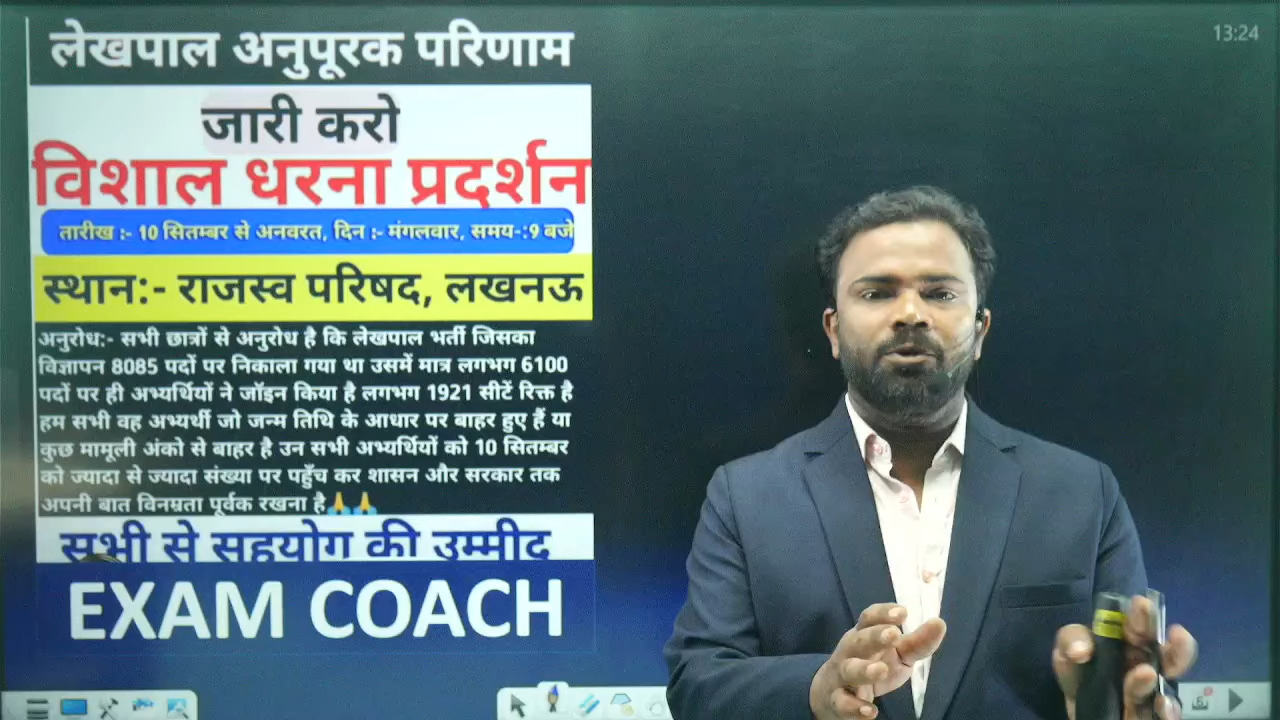 13:24
लेखपाल अनुपूरक परिणाम
जारी करो
विशाल धरना प्रदर्शन
तारीख :- 10 सितम्बर से अनवरत, दिन :- मंगलवार, समय-:9 बजे
स्थान:- राजस्व परिषद, लखनऊ
अनुरोध:- सभी छात्रों से अनुरोध है कि लेखपाल भर्ती जिसका
विज्ञापन 8085 पदों पर निकाला गया था उसमें मात्र लगभग 6100
पदों पर ही अभ्यर्थियों ने जॉइन किया है लगभग 1921 सीटें रिक्त है
हम सभी वह अभ्यर्थी जो जन्म तिथि के आधार पर बाहर हुए हैं या
कुछ मामूली अंको से बाहर है उन सभी अभ्यर्थियों को 10 सितम्बर
को ज्यादा से ज्यादा संख्या पर पहुँच कर शासन और सरकार तक
अपनी बात विनम्रता पूर्वक रखना है🙏🙏
सभी से सहयोग की उम्मीद
EXAM COACH